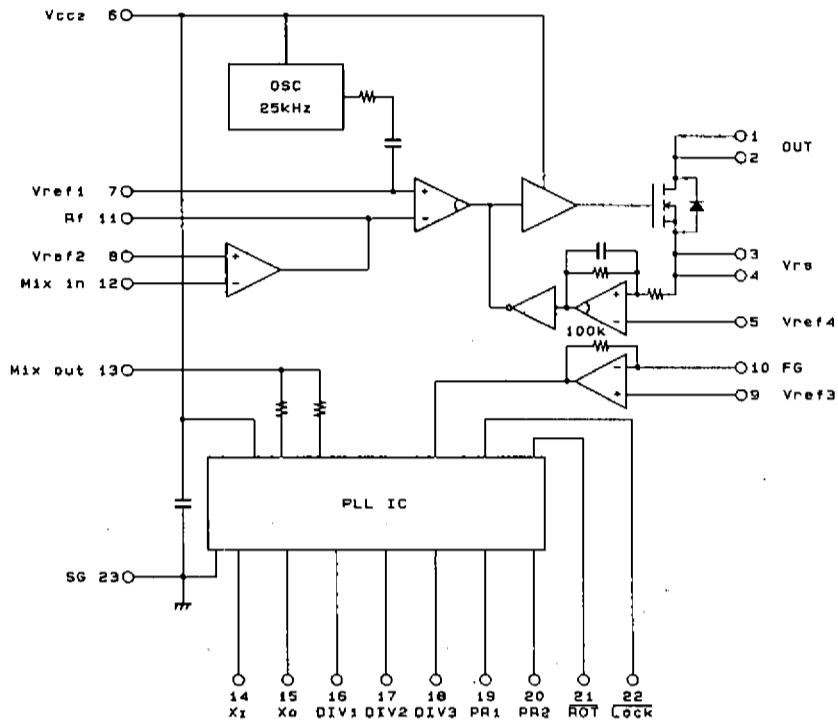 Vcc2 6
OSC
25kHz
1
OUT
2
Vref1 7
Rf 11
Vref2 8
3
Vrs
4
Mix in 12
100k
5 Vref4
Mix out 13
10 FG
9 Vref3
PLL IC
SG 23
14 15 16 17 18 19 20 21 22
XI XO DIV1 DIV2 DIV3 PR1 PR2 ROT Lock